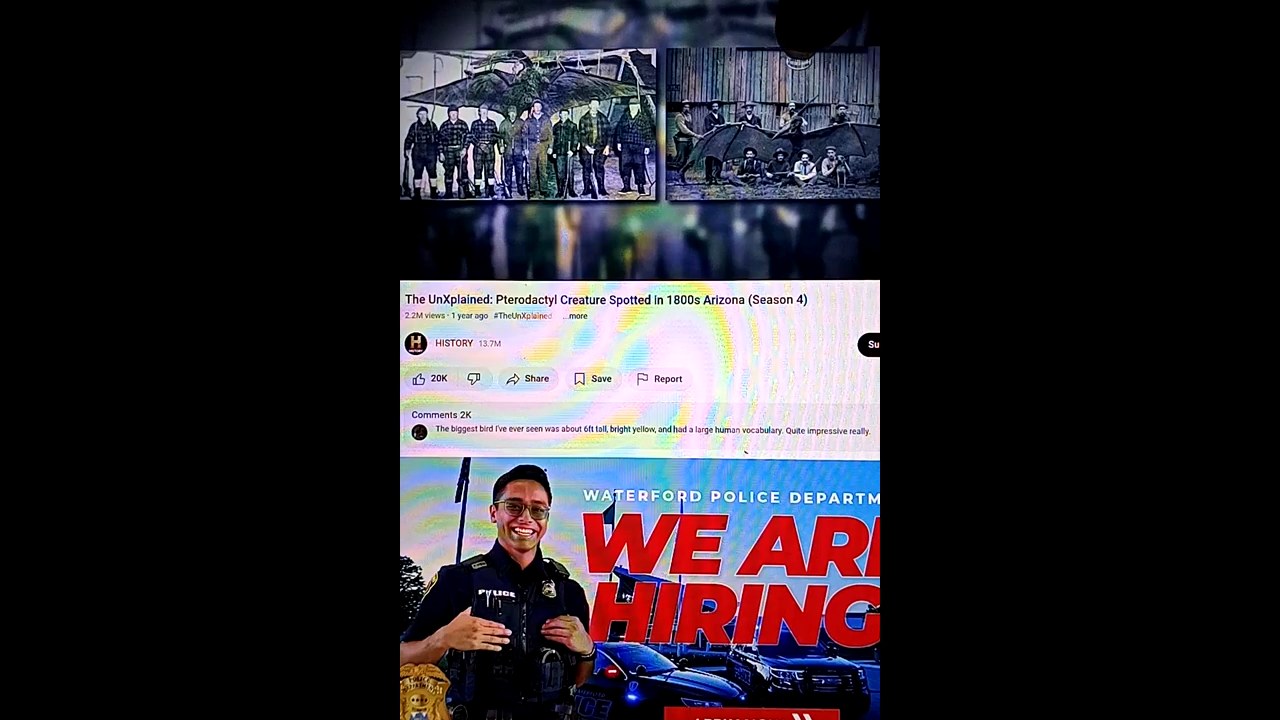 The UnXplained: Pterodactyl Creature Spotted in 1800s Arizona (Season 4)
2.2M views · 1 year ago #TheUnXplained ...more
H HISTORY 13.7M
Su
20K Share Save Report
Comments 2K
The biggest bird I've ever seen was about 6ft tall, bright yellow, and had a large human vocabulary. Quite impressive really.
WATERFORD POLICE DEPARTM
WE ARE
HIRING
POLICE